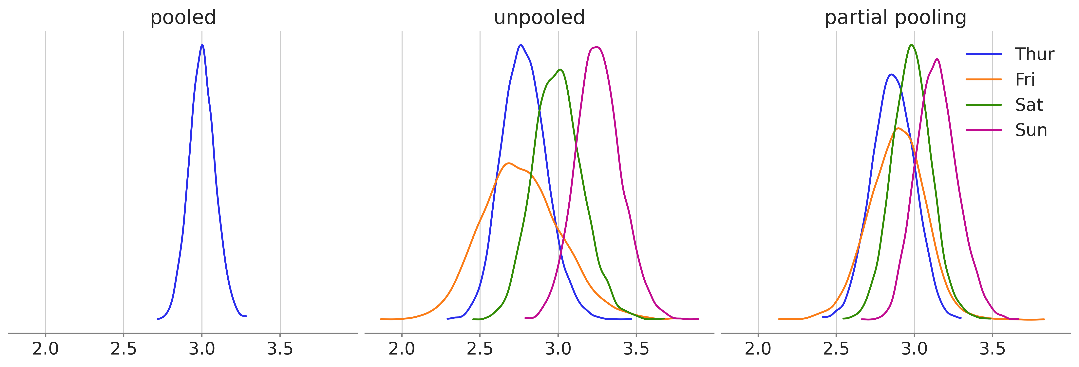 pooled
unpooled
partial pooling
Thur
Fri
Sat
Sun
2.0 2.5 3.0 3.5
2.0 2.5 3.0 3.5
2.0 2.5 3.0 3.5